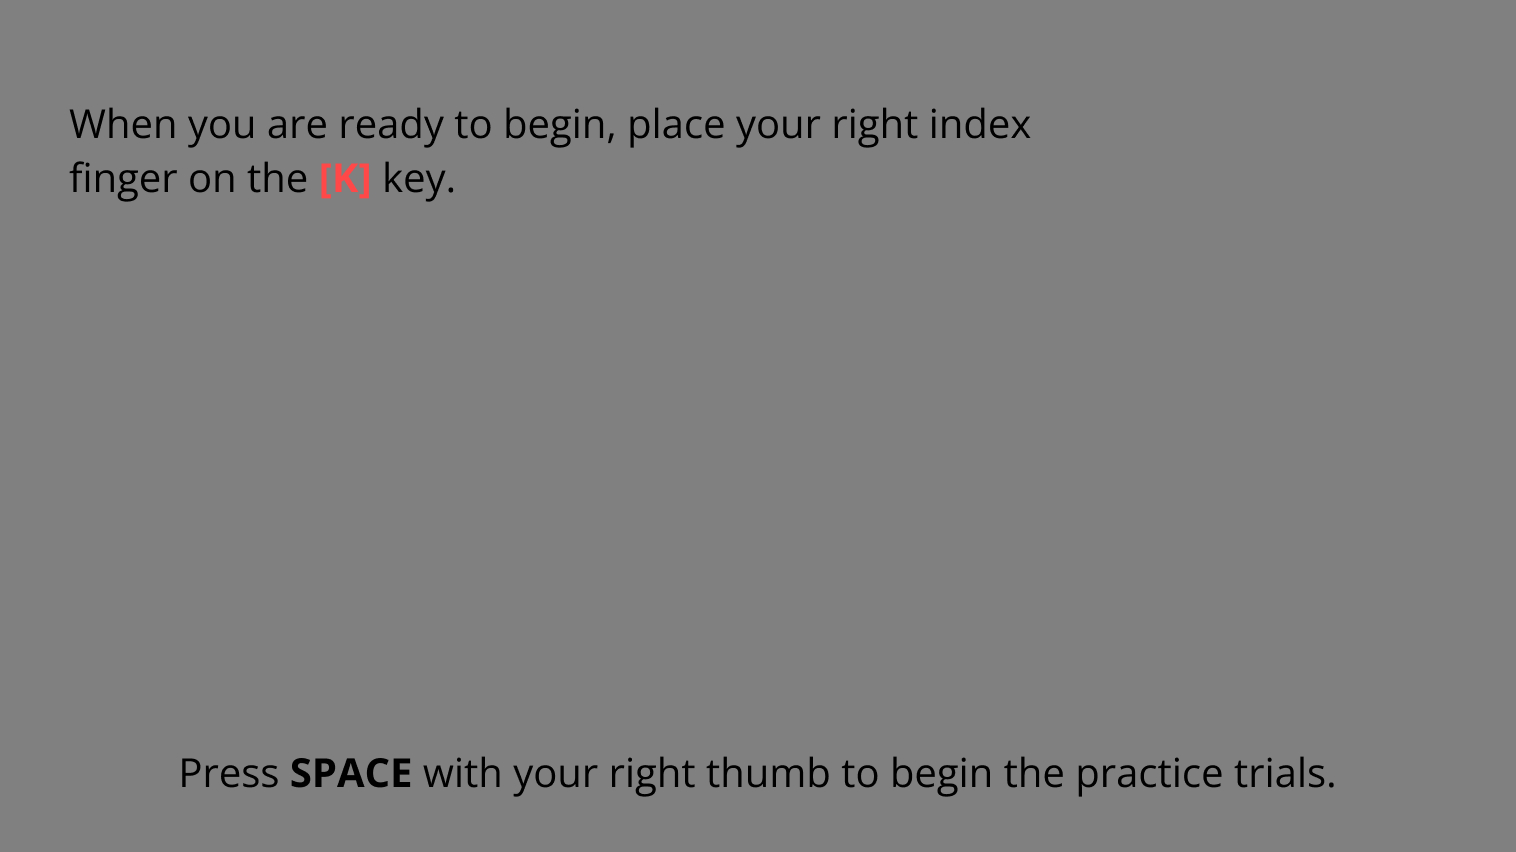 When you are ready to begin, place your right index
finger on the [K] key.
Press SPACE with your right thumb to begin the practice trials.